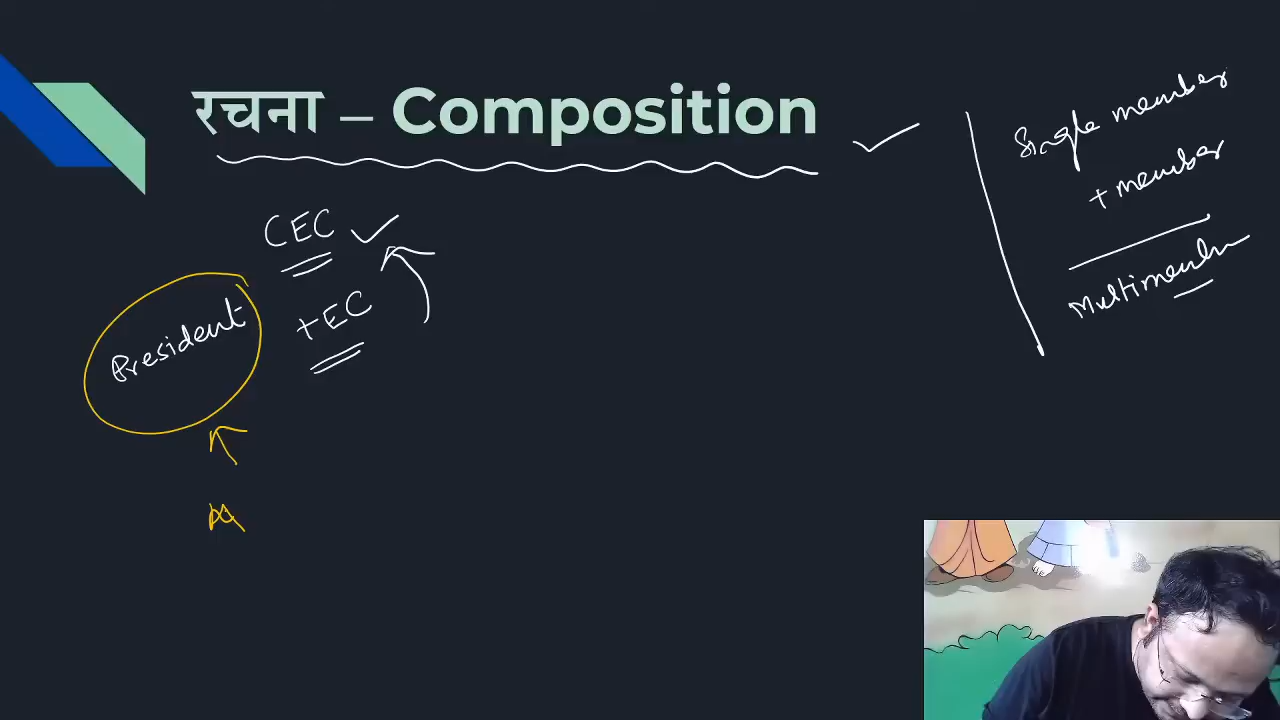 रचना – Composition
CEC
+EC
President
Single member
+ member
Multimember